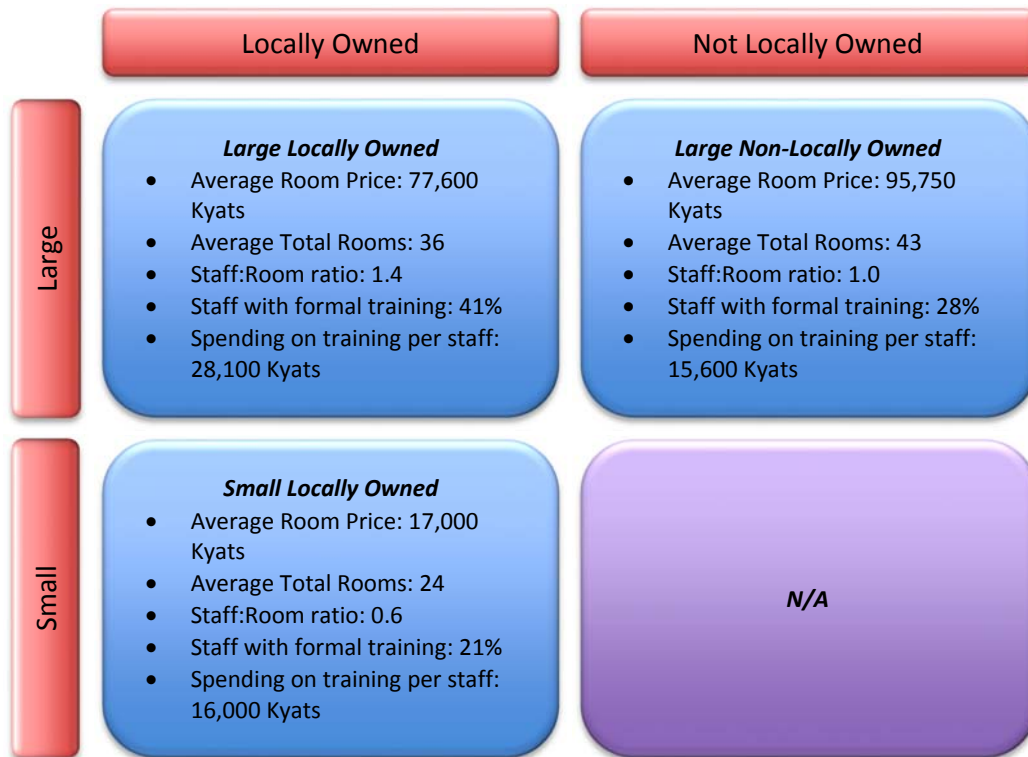 Locally Owned
Not Locally Owned
Large
Large Locally Owned
• Average Room Price: 77,600
Kyats
• Average Total Rooms: 36
• Staff:Room ratio: 1.4
• Staff with formal training: 41%
• Spending on training per staff:
28,100 Kyats
Large Non-Locally Owned
• Average Room Price: 95,750
Kyats
• Average Total Rooms: 43
• Staff:Room ratio: 1.0
• Staff with formal training: 28%
• Spending on training per staff:
15,600 Kyats
Small
Small Locally Owned
• Average Room Price: 17,000
Kyats
• Average Total Rooms: 24
• Staff:Room ratio: 0.6
• Staff with formal training: 21%
• Spending on training per staff:
16,000 Kyats
N/A